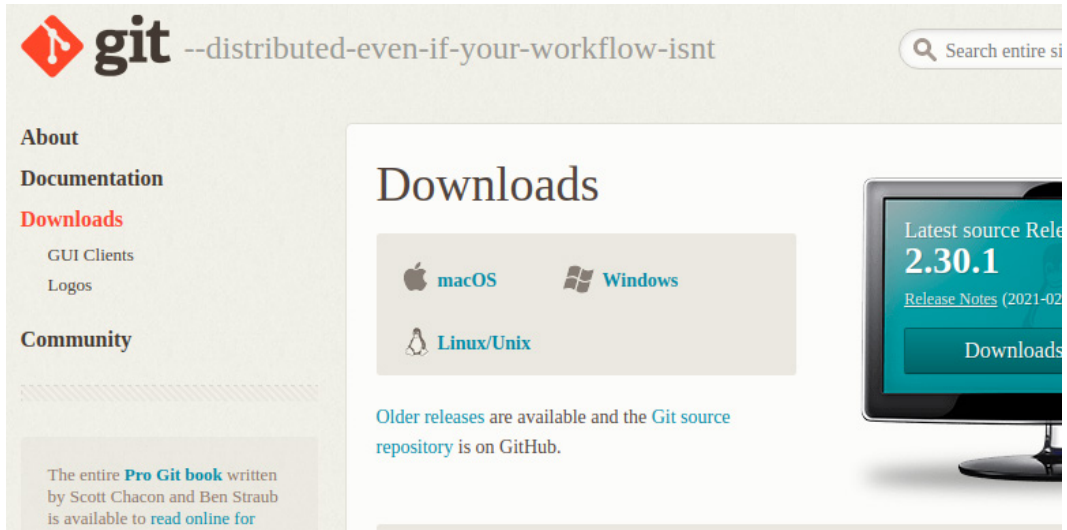 git --distributed-even-if-your-workflow-isnt
Search entire si
About
Documentation
Downloads
GUI Clients
Logos
Community
The entire Pro Git book written
by Scott Chacon and Ben Straub
is available to read online for
Downloads
macOS
Windows
Linux/Unix
Older releases are available and the Git source
repository is on GitHub.
Latest source Rele
2.30.1
Release Notes (2021-02
Downloads